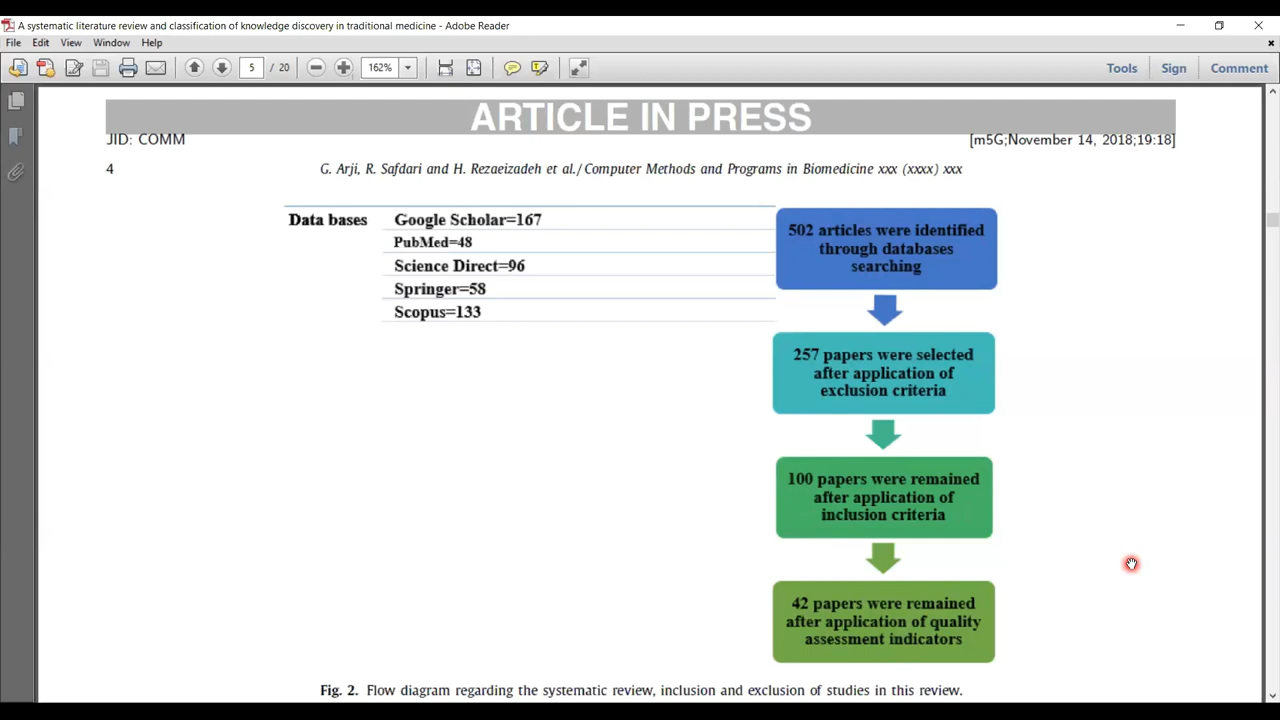 A systematic literature review and classification of knowledge discovery in traditional medicine - Adobe Reader
File Edit View Window Help
5 / 20 162% Tools Sign Comment
ARTICLE IN PRESS
JID: COMM [m5G;November 14, 2018;19:18]
4 G. Arji, R. Safdari and H. Rezaeizadeh et al./Computer Methods and Programs in Biomedicine xxx (xxxx) xxx
Data bases Google Scholar=167
PubMed=48
Science Direct=96
Springer=58
Scopus=133
502 articles were identified
through databases
searching
257 papers were selected
after application of
exclusion criteria
100 papers were remained
after application of
inclusion criteria
42 papers were remained
after application of quality
assessment indicators
Fig. 2. Flow diagram regarding the systematic review, inclusion and exclusion of studies in this review.